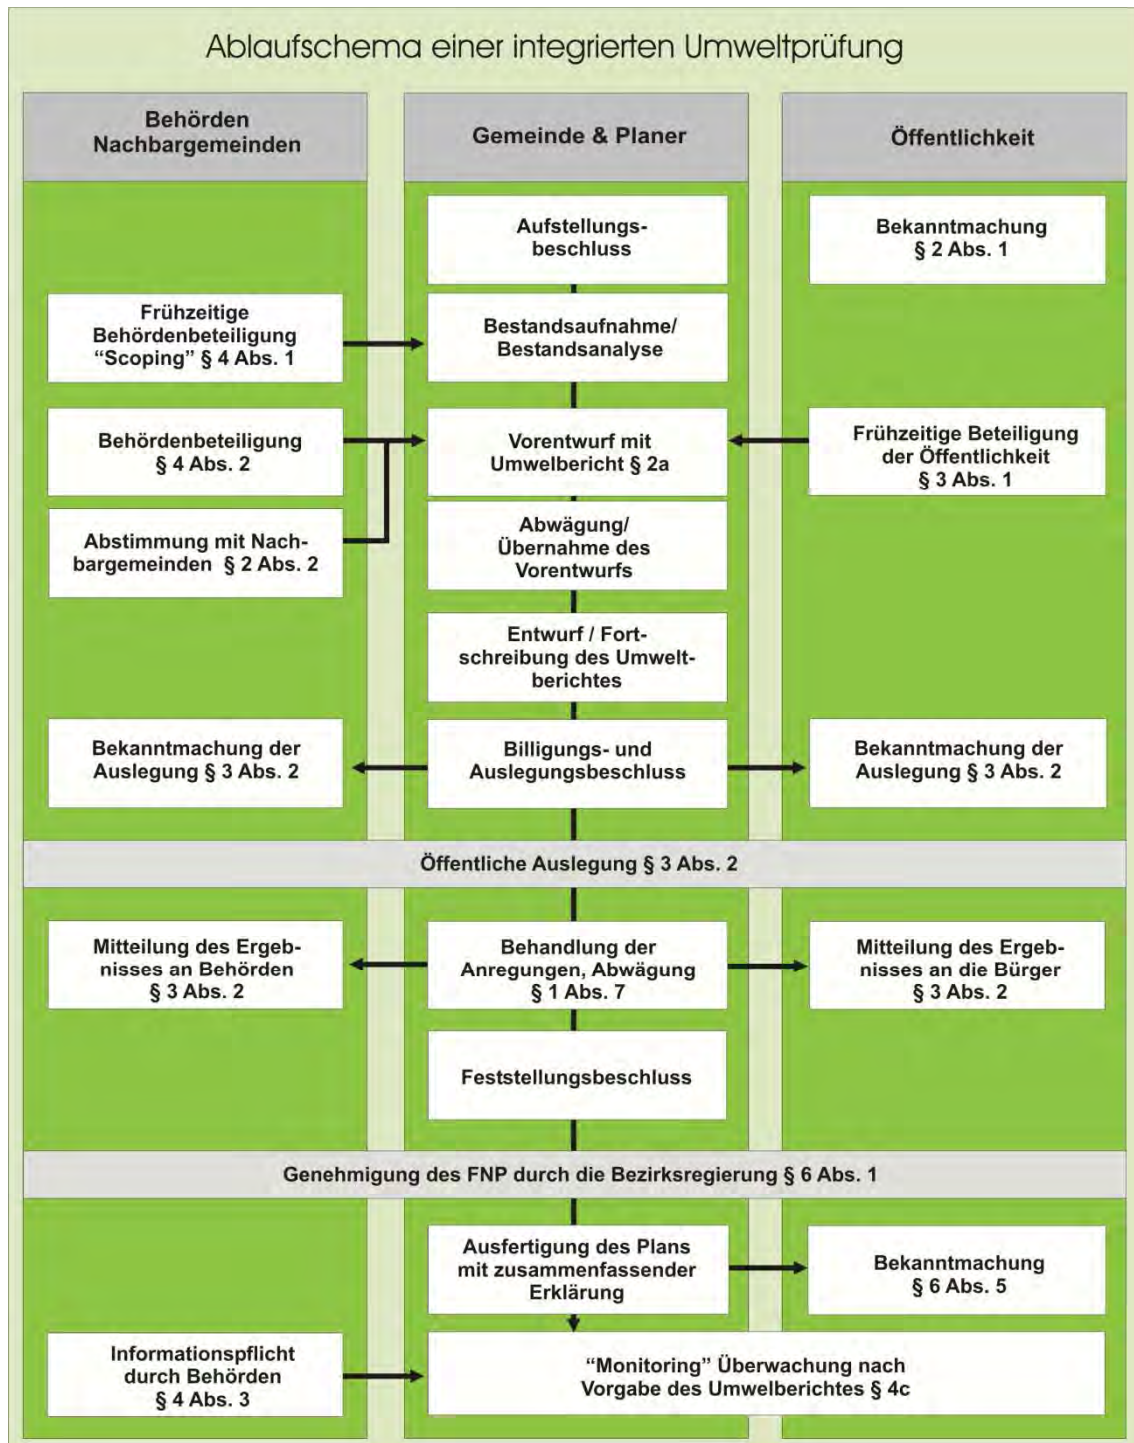 Ablaufschema einer integrierten Umweltprüfung
Behörden
Nachbargemeinden
Gemeinde & Planer
Öffentlichkeit
Aufstellungs-
beschluss
Bekanntmachung
§ 2 Abs. 1
Frühzeitige
Behördenbeteiligung
“Scoping” § 4 Abs. 1
Bestandsaufnahme/
Bestandsanalyse
Behördenbeteiligung
§ 4 Abs. 2
Vorentwurf mit
Umwelbericht § 2a
Frühzeitige Beteiligung
der Öffentlichkeit
§ 3 Abs. 1
Abstimmung mit Nach-
bargemeinden § 2 Abs. 2
Abwägung/
Übernahme des
Vorentwurfs
Entwurf / Fort-
schreibung des Umwelt-
berichtes
Bekanntmachung der
Auslegung § 3 Abs. 2
Billigungs- und
Auslegungsbeschluss
Bekanntmachung der
Auslegung § 3 Abs. 2
Öffentliche Auslegung § 3 Abs. 2
Mitteilung des Ergeb-
nisses an Behörden
§ 3 Abs. 2
Behandlung der
Anregungen, Abwägung
§ 1 Abs. 7
Mitteilung des Ergeb-
nisses an die Bürger
§ 3 Abs. 2
Feststellungsbeschluss
Genehmigung des FNP durch die Bezirksregierung § 6 Abs. 1
Ausfertigung des Plans
mit zusammenfassender
Erklärung
Bekanntmachung
§ 6 Abs. 5
Informationspflicht
durch Behörden
§ 4 Abs. 3
“Monitoring” Überwachung nach
Vorgabe des Umwelberichtes § 4c